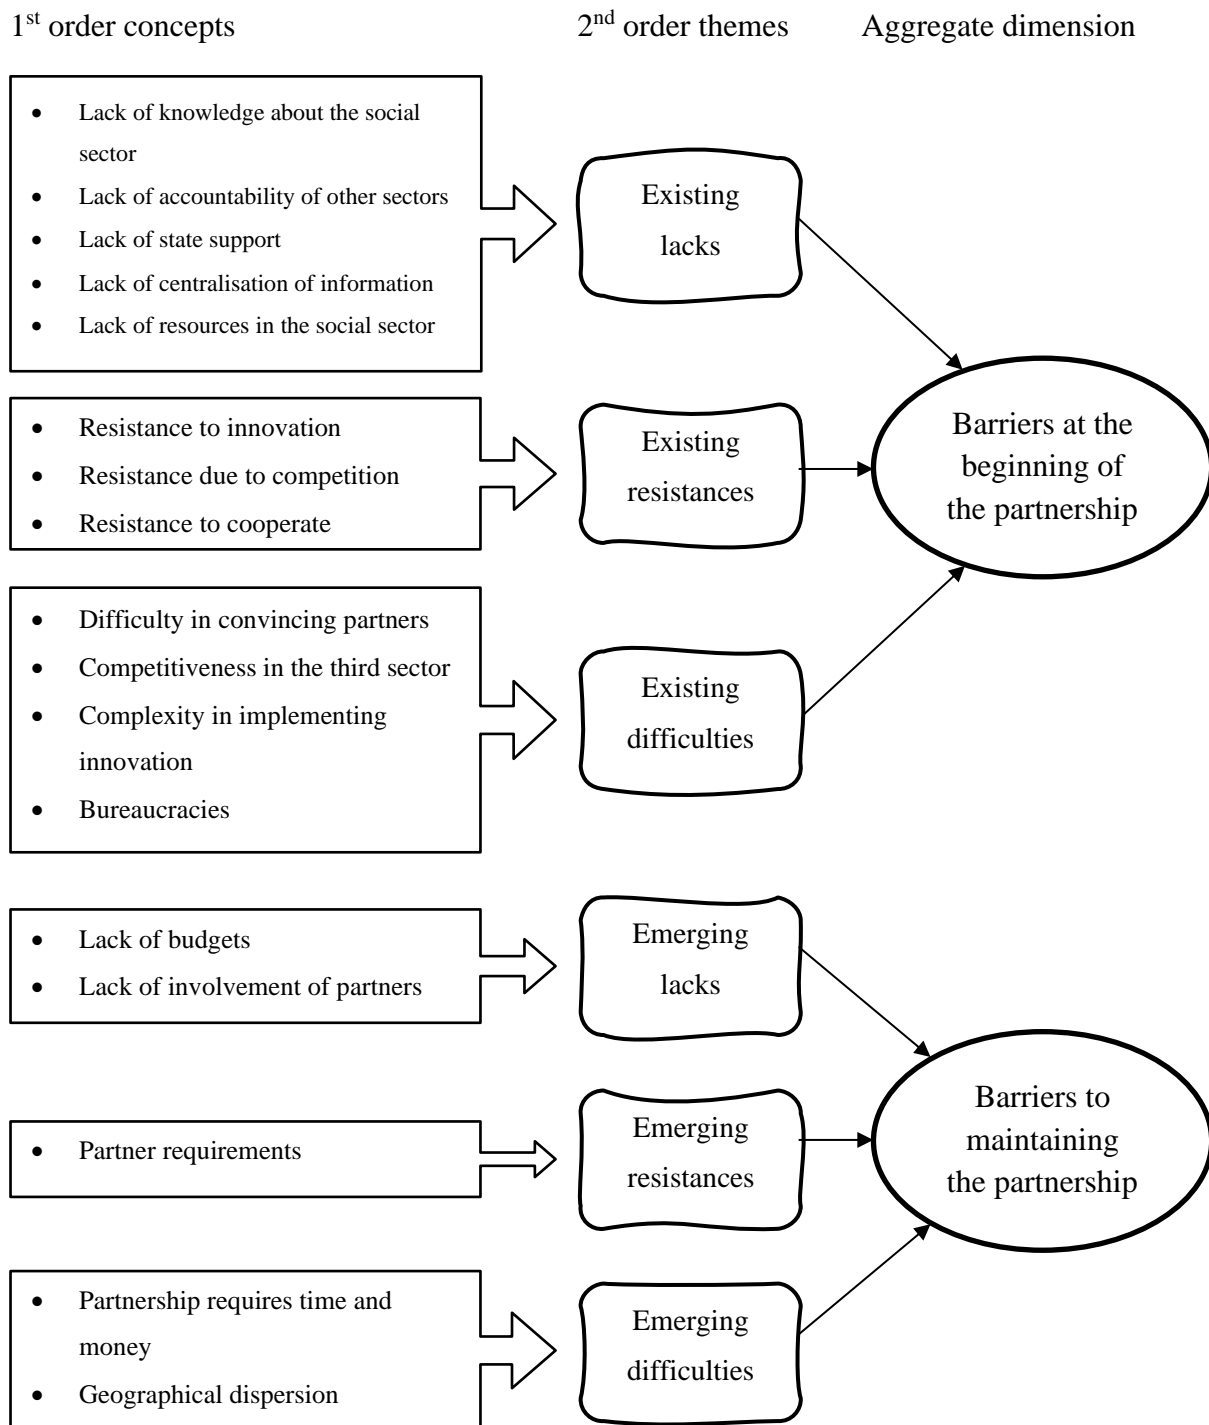 1st order concepts
2nd order themes
Aggregate dimension
• Lack of knowledge about the social
sector
• Lack of accountability of other sectors
• Lack of state support
• Lack of centralisation of information
• Lack of resources in the social sector
Existing
lacks
• Resistance to innovation
• Resistance due to competition
• Resistance to cooperate
Existing
resistances
• Difficulty in convincing partners
• Competitiveness in the third sector
• Complexity in implementing
innovation
• Bureaucracies
Existing
difficulties
Barriers at the
beginning of
the partnership
• Lack of budgets
• Lack of involvement of partners
Emerging
lacks
• Partner requirements
Emerging
resistances
• Partnership requires time and
money
• Geographical dispersion
Emerging
difficulties
Barriers to
maintaining
the partnership